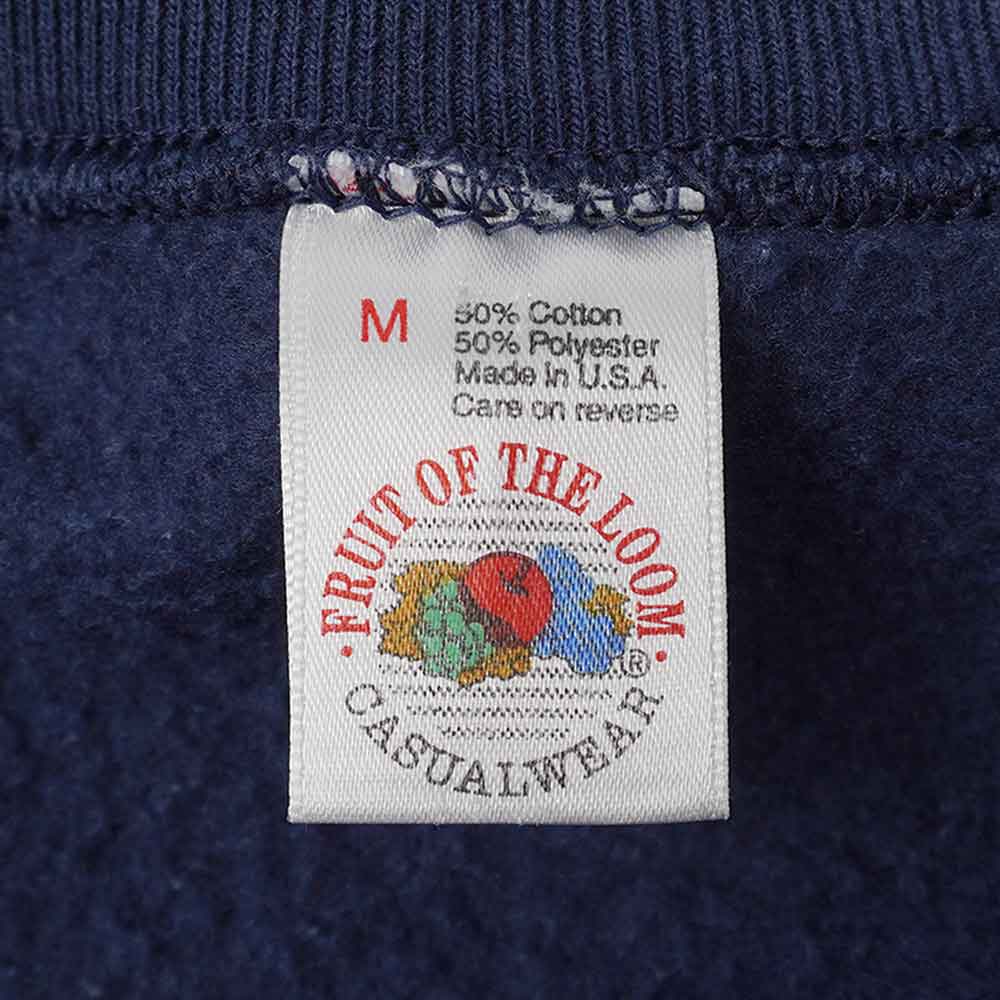 M
50% Cotton
50% Polyester
Made in U.S.A.
Care on reverse
• FRUIT OF THE LOOM •
®
CASUALWEAR